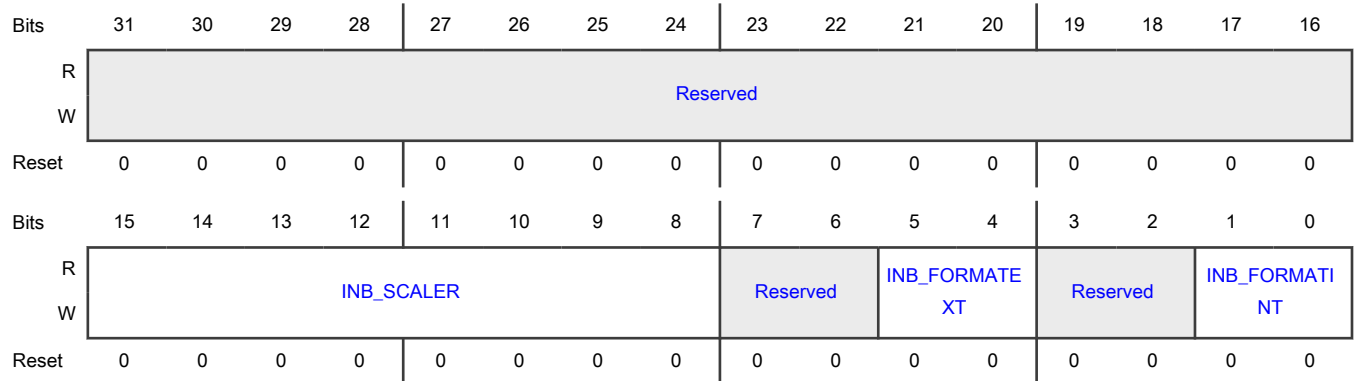 Bits 31 30 29 28 27 26 25 24 23 22 21 20 19 18 17 16
R
Reserved
W
Reset 0 0 0 0 0 0 0 0 0 0 0 0 0 0 0 0
Bits 15 14 13 12 11 10 9 8 7 6 5 4 3 2 1 0
R INB_FORMATE INB_FORMATI
INB_SCALER Reserved Reserved
W XT NT
Reset 0 0 0 0 0 0 0 0 0 0 0 0 0 0 0 0